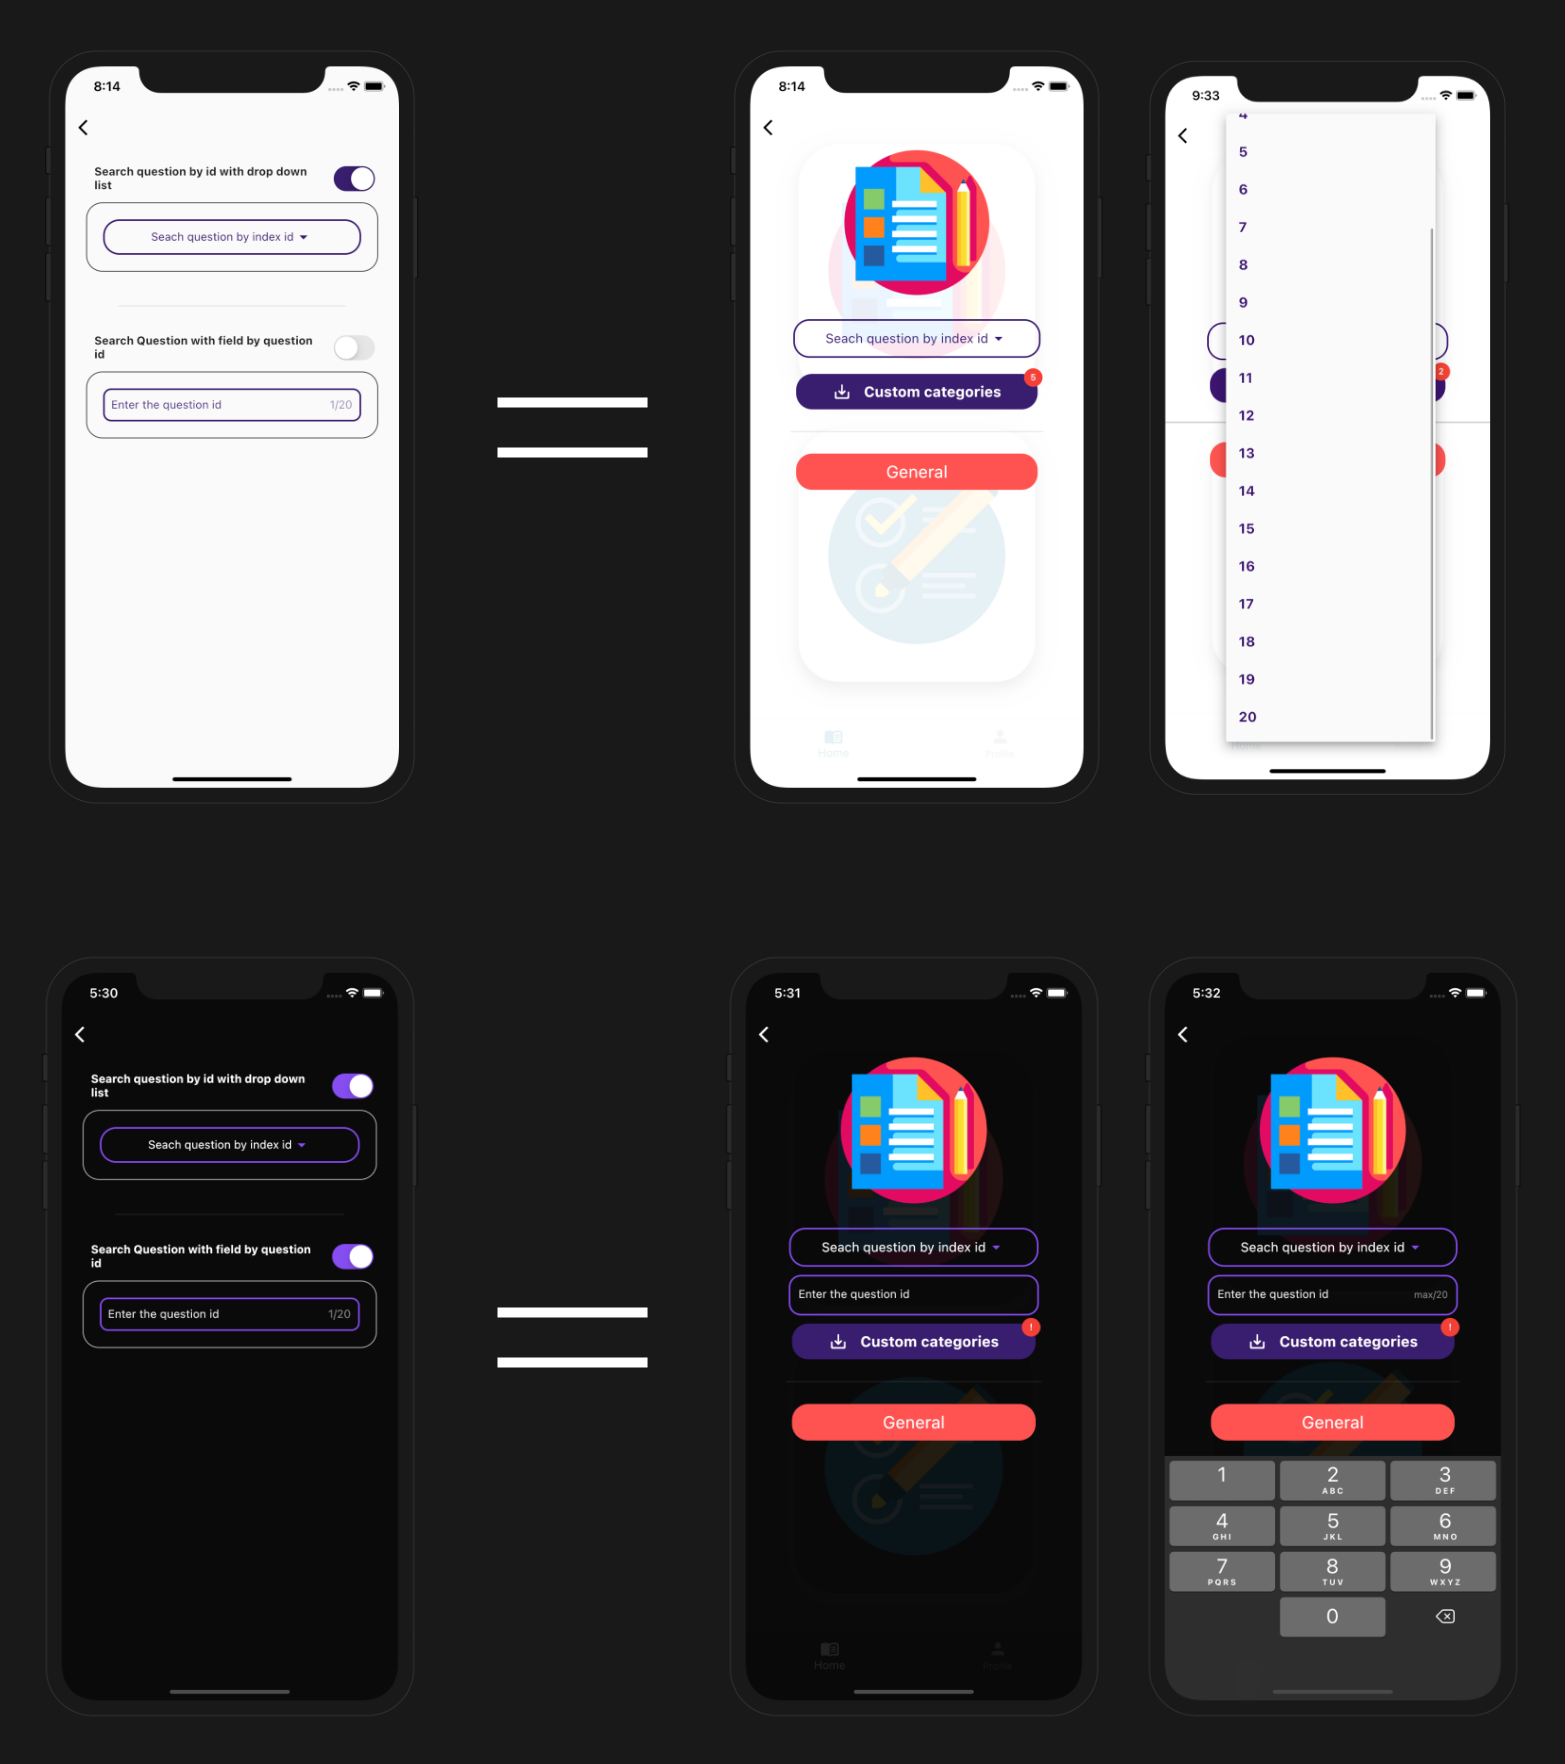 8:14
Search question by id with drop down
list
Seach question by index id
Search Question with field by question
id
Enter the question id 1/20
8:14
Seach question by index id
5
Custom categories
General
Home
Profile
9:33
4
5
6
7
8
9
10
11
12
13
14
15
16
17
18
19
20
2
Home
5:30
Search question by id with drop down
list
Seach question by index id
Search Question with field by question
id
Enter the question id 1/20
5:31
Seach question by index id
Enter the question id
!
Custom categories
General
Home
Profile
5:32
Seach question by index id
Enter the question id max/20
!
Custom categories
General
1 2 3
ABC DEF
4 5 6
GHI JKL MNO
7 8 9
PQRS TUV WXYZ
0